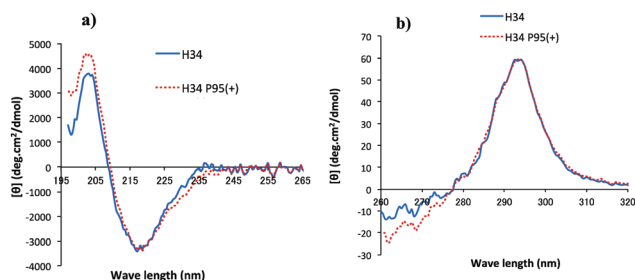 a)
H34
H34 P95(+)
[θ] (deg.cm²/dmol)
5000
4000
3000
2000
1000
0
-1000
-2000
-3000
-4000
195 205 215 225 235 245 255 265
Wave length (nm)
b)
H34
H34 P95(+)
[θ] (deg.cm²/dmol)
70
60
50
40
30
20
10
0
-10
-20
-30
260 270 280 290 300 310 320
Wave length (nm)